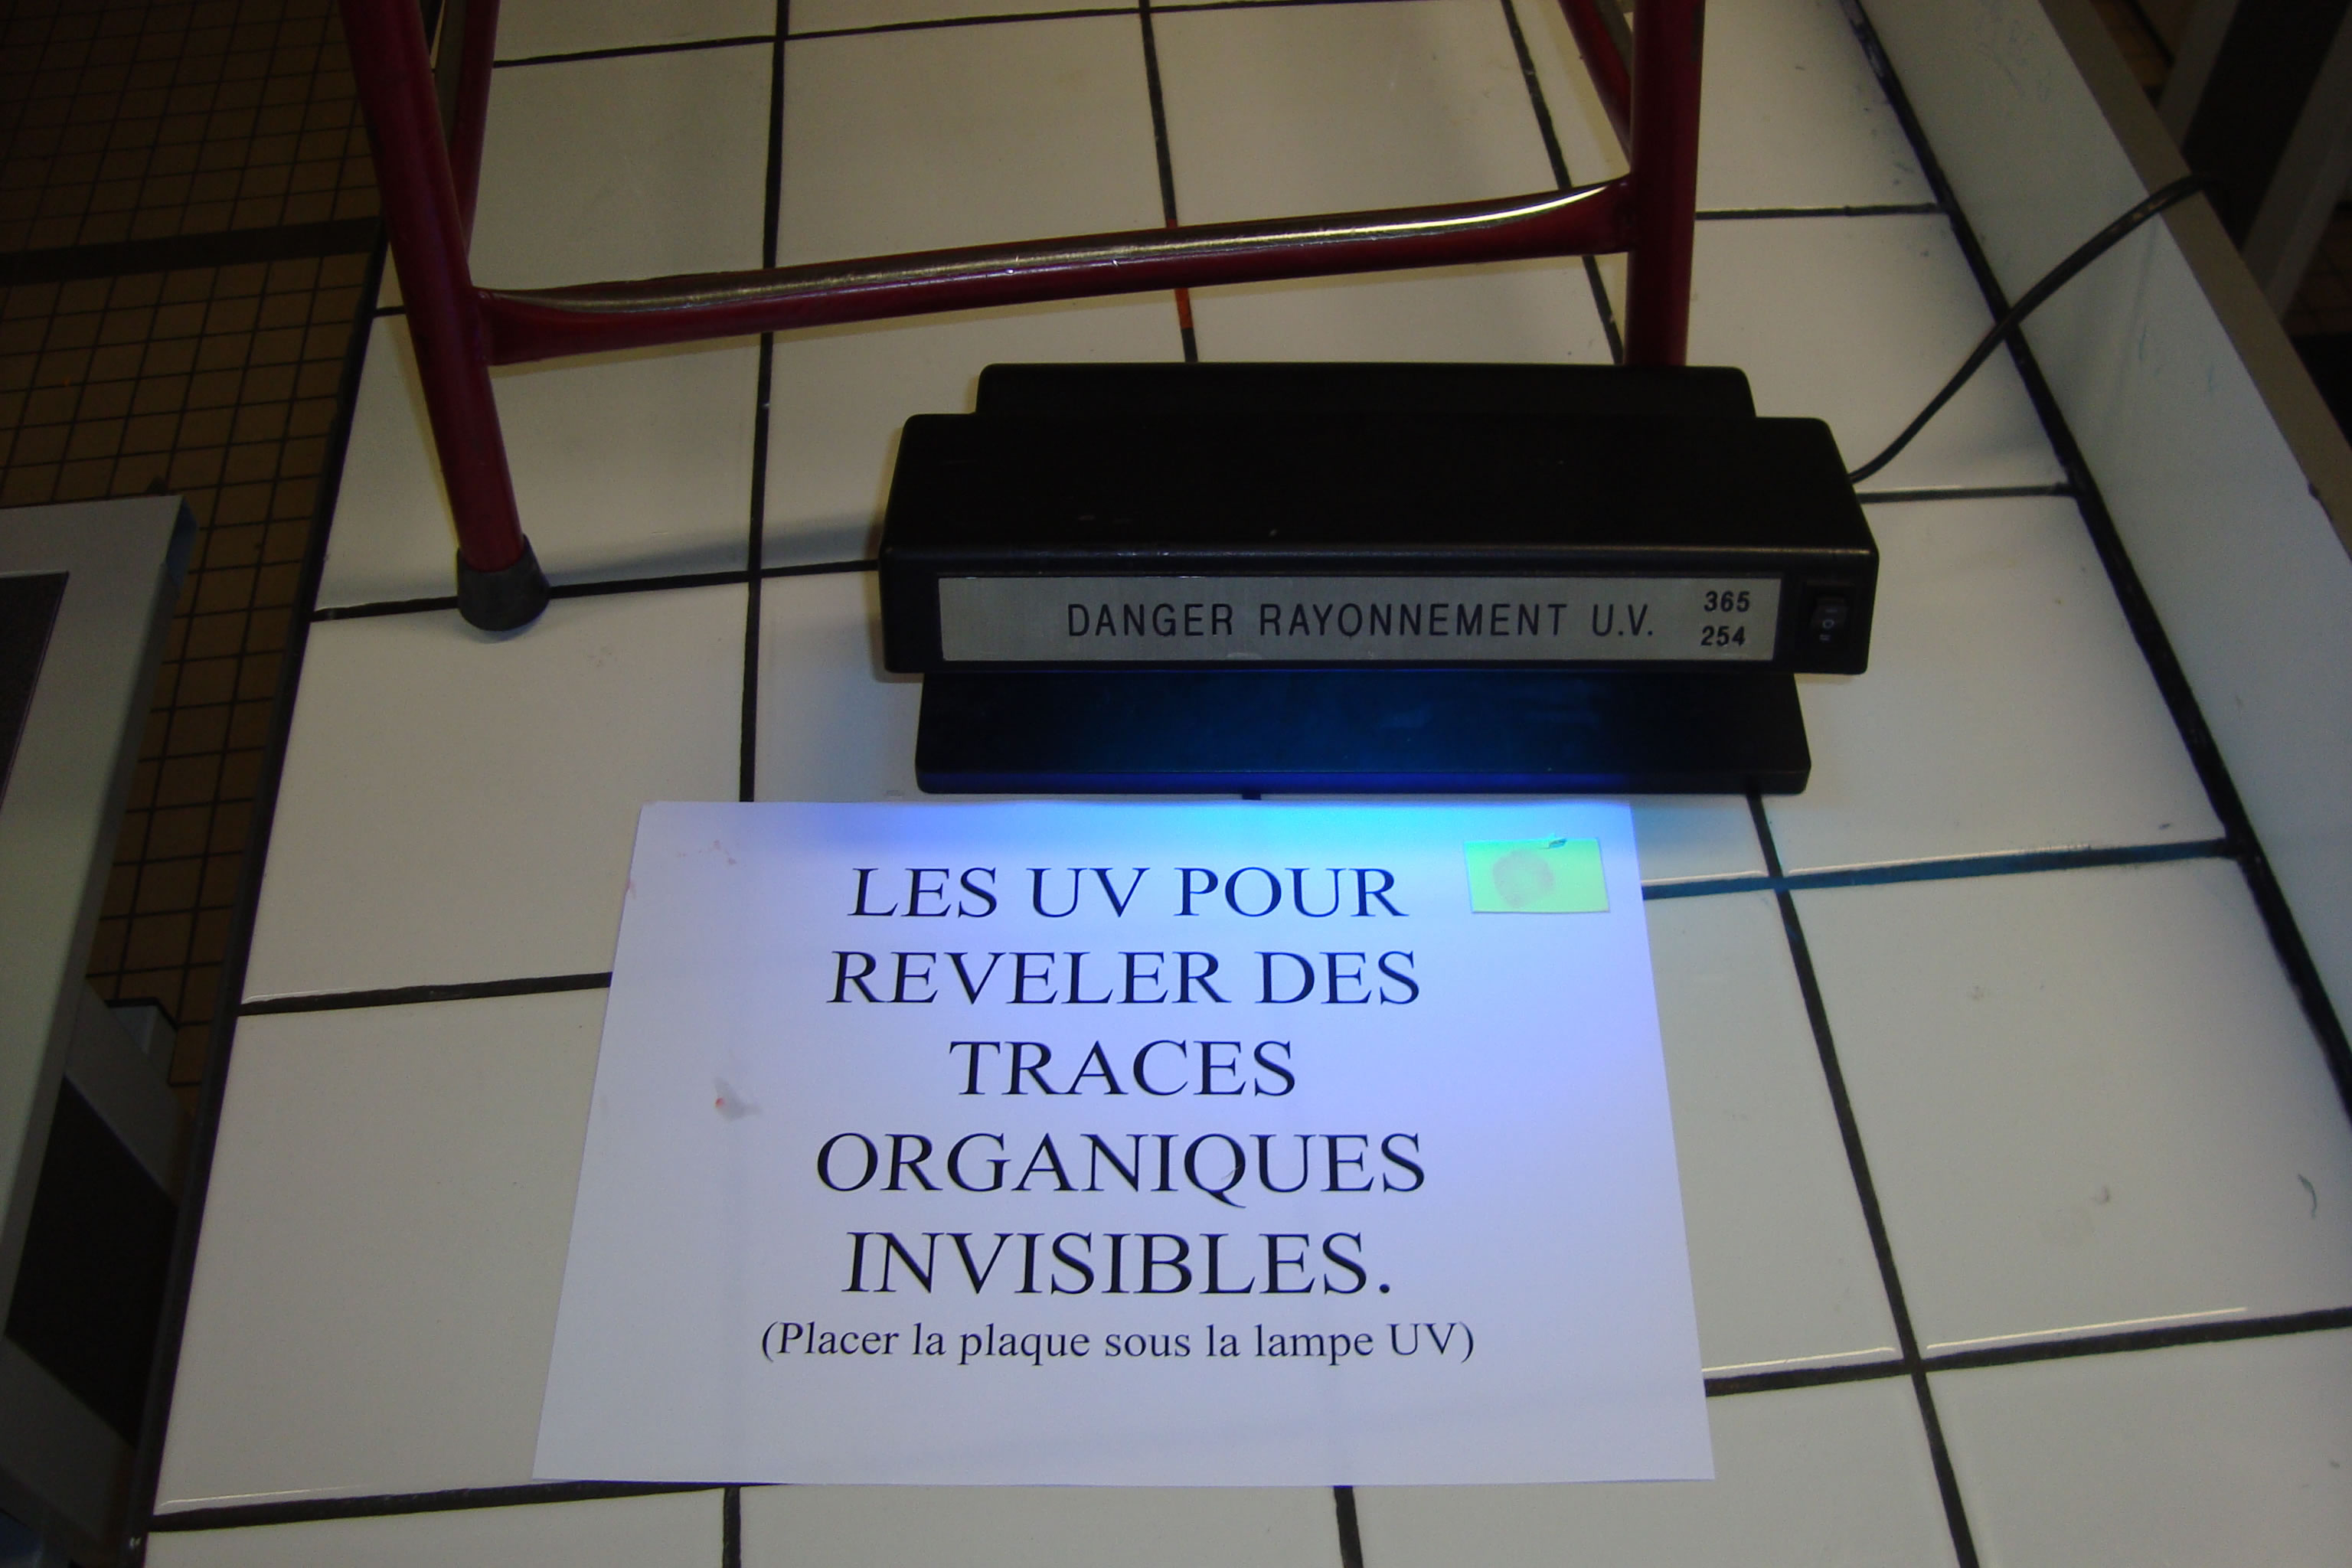 DANGER RAYONNEMENT U.V.
365
254
LES UV POUR
REVELER DES
TRACES
ORGANIQUES
INVISIBLES.
(Placer la plaque sous la lampe UV)